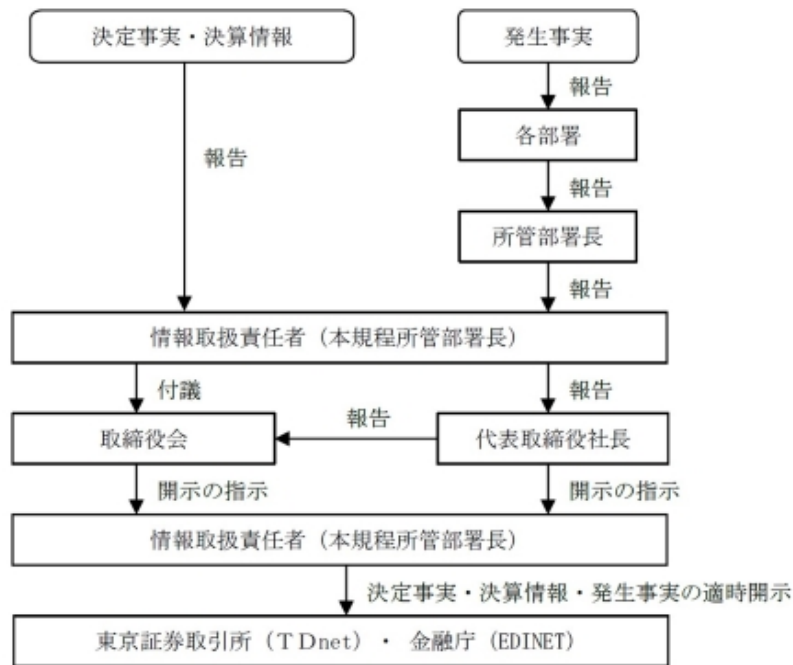 決定事実・決算情報
発生事実
報告
各部署
報告
報告
所管部署長
報告
情報取扱責任者（本規程所管部署長）
付議
報告
取締役会
報告
代表取締役社長
開示の指示
開示の指示
情報取扱責任者（本規程所管部署長）
決定事実・決算情報・発生事実の適時開示
東京証券取引所（ＴＤnet）・ 金融庁（EDINET）